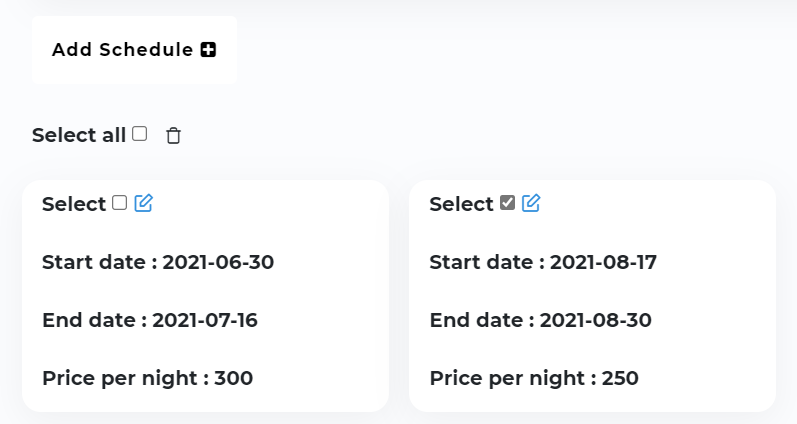 Add Schedule
Select all
Select
Start date : 2021-06-30
End date : 2021-07-16
Price per night : 300
Select
Start date : 2021-08-17
End date : 2021-08-30
Price per night : 250